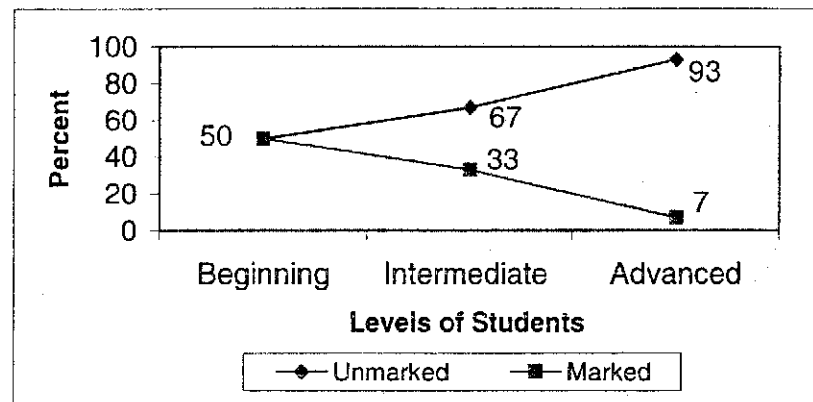 100
80
60
40
20
0
Percent
50
67
33
93
7
Beginning Intermediate Advanced
Levels of Students
Unmarked Marked